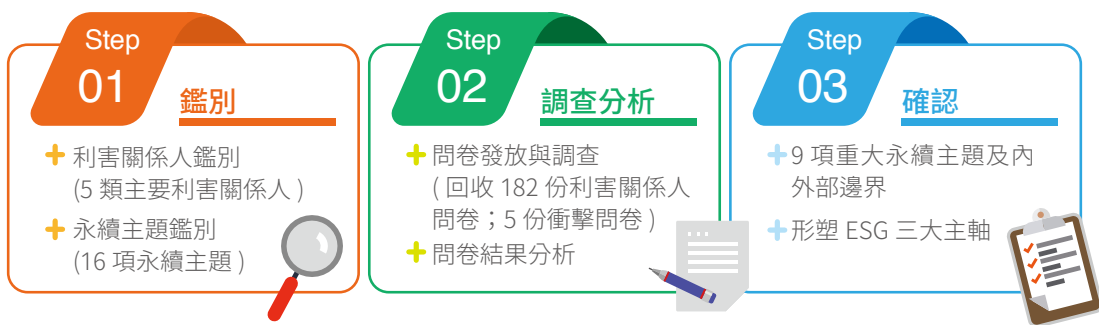 Step
01
鑑別
利害關係人鑑別
(5 類主要利害關係人 )
永續主題鑑別
(16 項永續主題 )
Step
02
調查分析
問卷發放與調查
( 回收 182 份利害關係人
問卷；5 份衝擊問卷 )
問卷結果分析
Step
03
確認
9 項重大永續主題及內
外部邊界
形塑 ESG 三大主軸